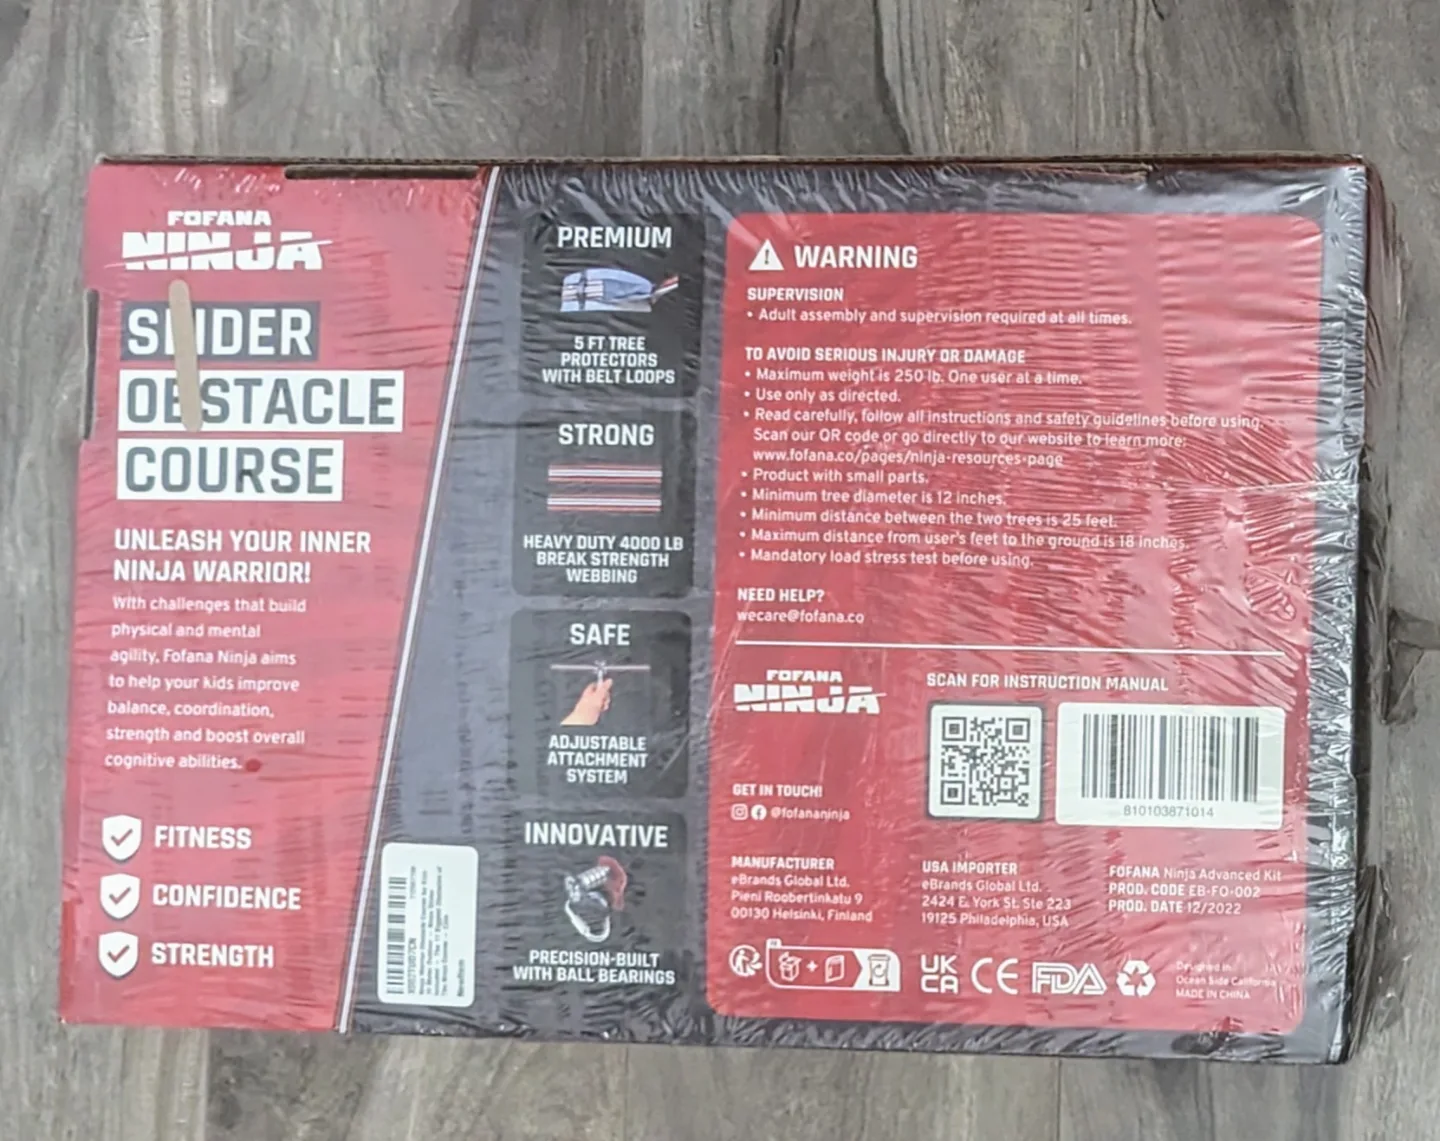 FOFANA
NINJA
SLIDER
OBSTACLE
COURSE
UNLEASH YOUR INNER
NINJA WARRIOR!
With challenges that build
physical and mental
agility, Fofana Ninja aims
to help your kids improve
balance, coordination,
strength and boost overall
cognitive abilities.
FITNESS
CONFIDENCE
STRENGTH
PREMIUM
5 FT TREE
PROTECTORS
WITH BELT LOOPS
STRONG
HEAVY DUTY 4000 LB
BREAK STRENGTH
WEBBING
SAFE
ADJUSTABLE
ATTACHMENT
SYSTEM
INNOVATIVE
PRECISION-BUILT
WITH BALL BEARINGS
WARNING
SUPERVISION
• Adult assembly and supervision required at all times.
TO AVOID SERIOUS INJURY OR DAMAGE
• Maximum weight is 250 lb. One user at a time.
• Use only as directed.
• Read carefully, follow all instructions and safety guidelines before using.
Scan our QR code or go directly to our website to learn more:
www.fofana.co/pages/ninja-resources-page
• Product with small parts.
• Minimum tree diameter is 12 inches.
• Minimum distance between the two trees is 25 feet.
• Maximum distance from user's feet to the ground is 18 inches.
• Mandatory load stress test before using.
NEED HELP?
wecare@fofana.co
FOFANA
NINJA
SCAN FOR INSTRUCTION MANUAL
810103871014
GET IN TOUCH!
@fofananinja
MANUFACTURER
eBrands Global Ltd.
Pieni Roobertinkatu 9
00130 Helsinki, Finland
USA IMPORTER
eBrands Global Ltd.
2424 E. York St. Ste 223
19125 Philadelphia, USA
FOFANA Ninja Advanced Kit
PROD. CODE EB-FO-002
PROD. DATE 12/2022
UK
CA
CE
FDA
Designed in
Ocean Side California
MADE IN CHINA